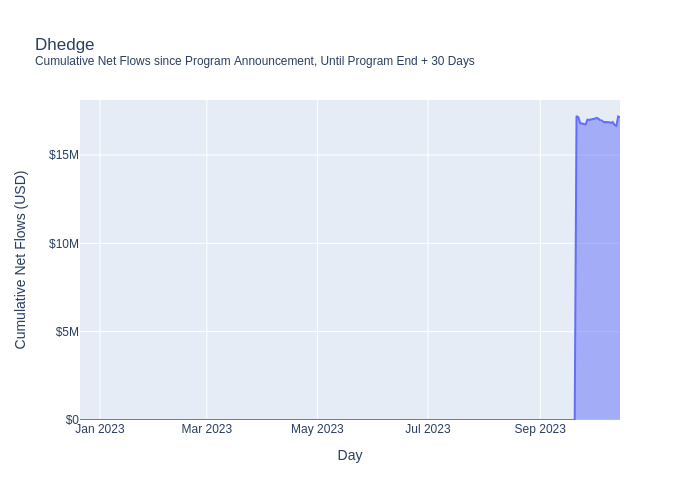 Dhedge
Cumulative Net Flows since Program Announcement, Until Program End + 30 Days
Cumulative Net Flows (USD)
$15M
$10M
$5M
$0
Jan 2023 Mar 2023 May 2023 Jul 2023 Sep 2023
Day